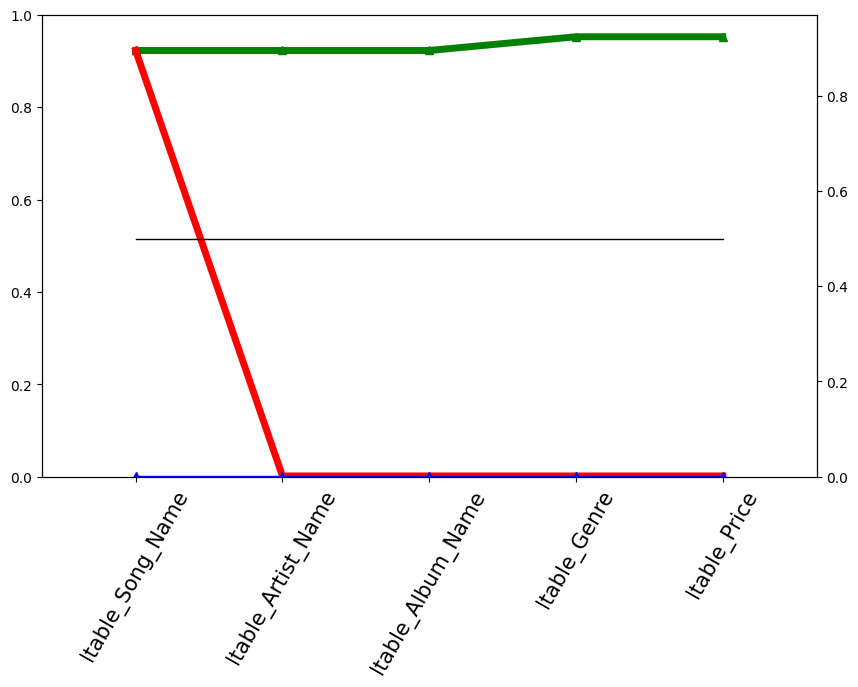 1.0
0.8
0.6
0.4
0.2
0.0
0.8
0.6
0.4
0.2
0.0
ltable_Song_Name
ltable_Artist_Name
ltable_Album_Name
ltable_Genre
ltable_Price